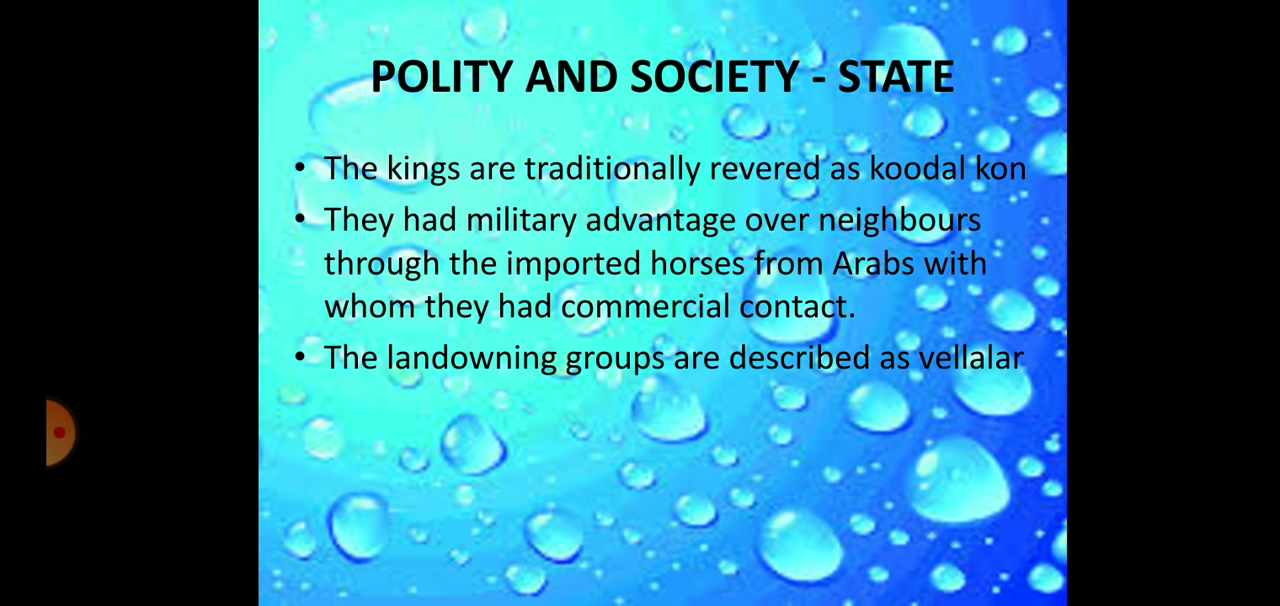 POLITY AND SOCIETY - STATE
• The kings are traditionally revered as koodal kon
• They had military advantage over neighbours
through the imported horses from Arabs with
whom they had commercial contact.
• The landowning groups are described as vellalar